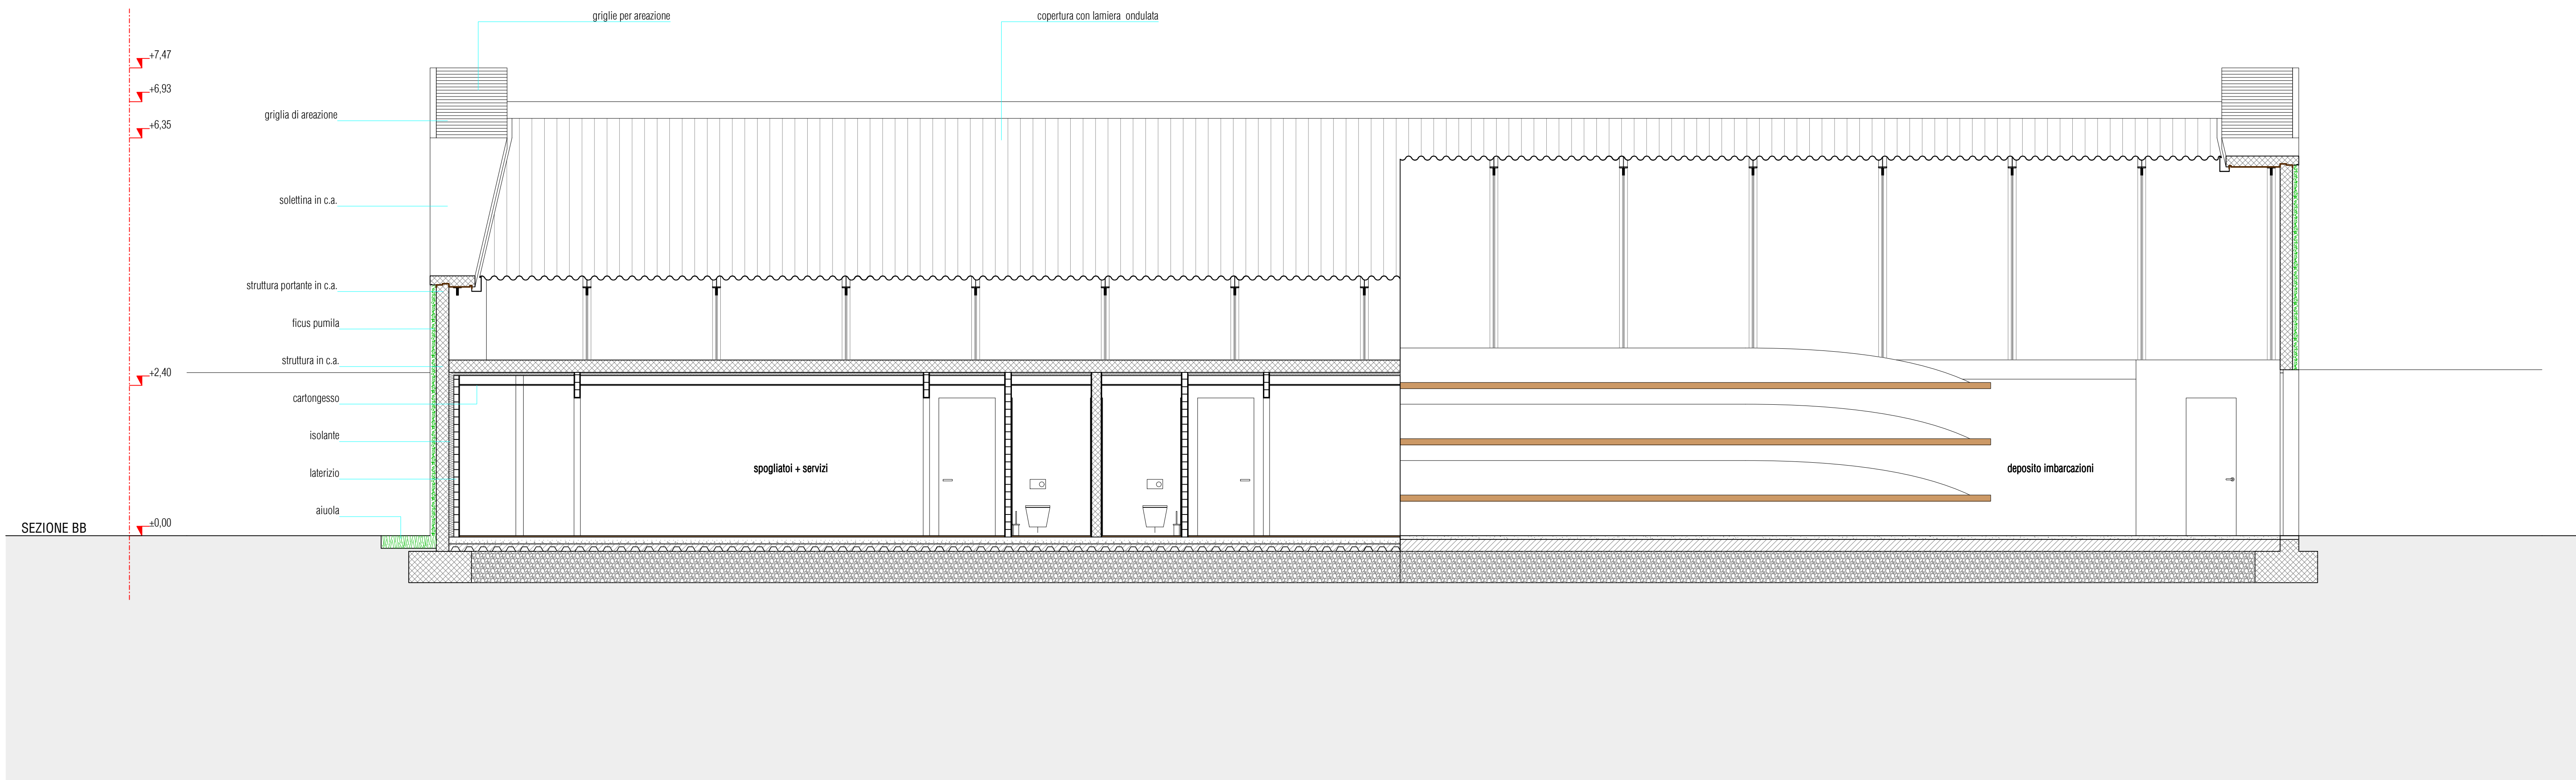 griglie per areazione
copertura con lamiera ondulata
+7,47
+6,93
griglia di areazione
+6,35
solettina in c.a.
struttura portante in c.a.
ficus pumila
struttura in c.a.
+2,40
cartongesso
isolante
laterizio
spogliatoi + servizi
deposito imbarcazioni
aiuola
+0,00
SEZIONE BB